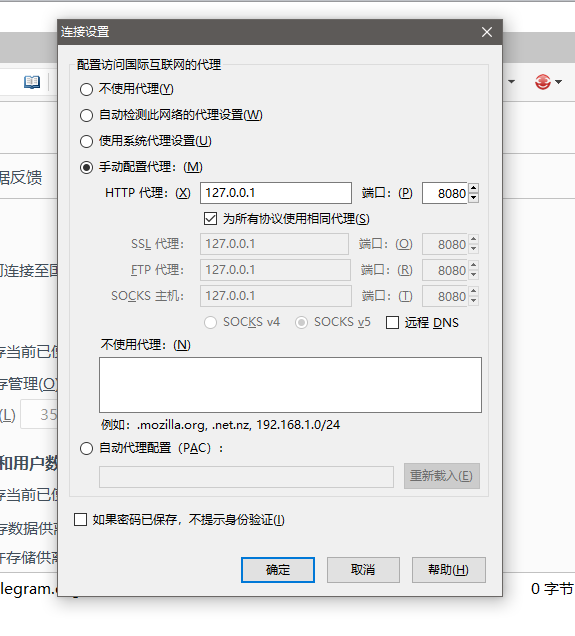 连接设置
配置访问国际互联网的代理
不使用代理(Y)
自动检测此网络的代理设置(W)
使用系统代理设置(U)
手动配置代理：(M)
HTTP 代理：(X) 127.0.0.1 端口：(P) 8080
为所有协议使用相同代理(S)
据反馈
SSL 代理： 127.0.0.1 端口：(O) 8080
FTP 代理： 127.0.0.1 端口：(R) 8080
可连接至国
SOCKS 主机： 127.0.0.1 端口：(T) 8080
SOCKS v4 SOCKS v5 远程 DNS
不使用代理：(N)
存当前已使
存管理(O)
(L) 35
例如：.mozilla.org, .net.nz, 192.168.1.0/24
自动代理配置（PAC）：
和用户数
重新载入(E)
存当前已使
如果密码已保存，不提示身份验证(I)
存数据供离
许存储供离
确定 取消 帮助(H)
legram.
0 字节